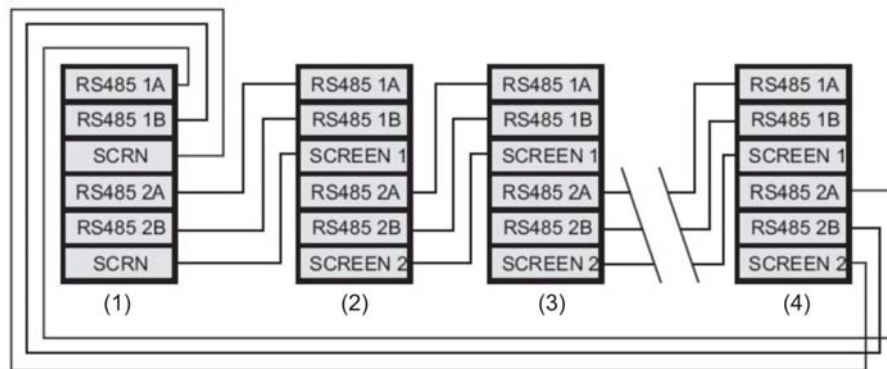 RS485 1A
RS485 1B
SCRN
RS485 2A
RS485 2B
SCRN
(1)
RS485 1A
RS485 1B
SCREEN 1
RS485 2A
RS485 2B
SCREEN 2
(2)
RS485 1A
RS485 1B
SCREEN 1
RS485 2A
RS485 2B
SCREEN 2
(3)
RS485 1A
RS485 1B
SCREEN 1
RS485 2A
RS485 2B
SCREEN 2
(4)